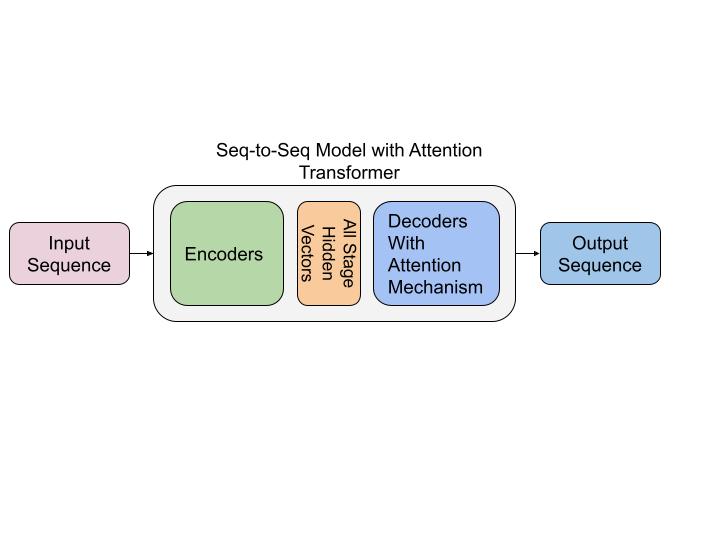 Seq-to-Seq Model with Attention
Transformer
Input
Sequence
Encoders
All Stage
Hidden
Vectors
Decoders
With
Attention
Mechanism
Output
Sequence